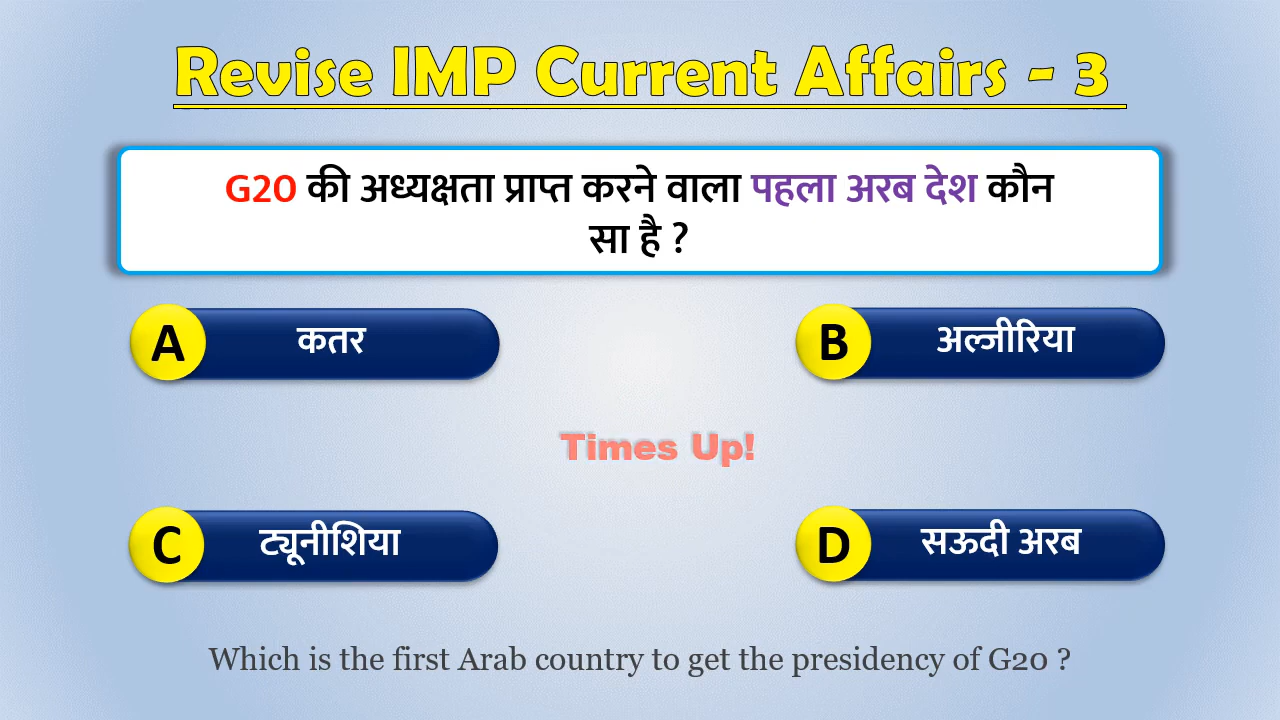 Revise IMP Current Affairs - 3
G20 की अध्यक्षता प्राप्त करने वाला पहला अरब देश कौन
सा है ?
A कतर
B अल्जीरिया
Times Up!
C ट्यूनीशिया
D सऊदी अरब
Which is the first Arab country to get the presidency of G20 ?